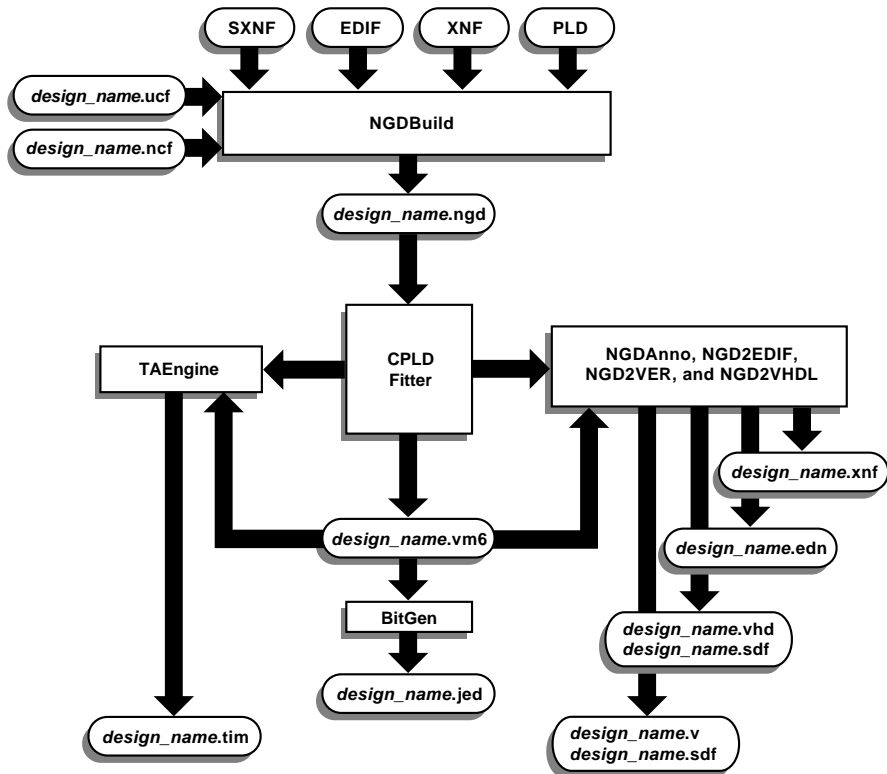 SXNF
EDIF
XNF
PLD
design_name.ucf
NGDBuild
design_name.ncf
design_name.ngd
TAEngine
CPLD
Fitter
NGDAnno, NGD2EDIF,
NGD2VER, and NGD2VHDL
design_name.xnf
design_name.vm6
design_name.edn
BitGen
design_name.vhd
design_name.sdf
design_name.jed
design_name.tim
design_name.v
design_name.sdf